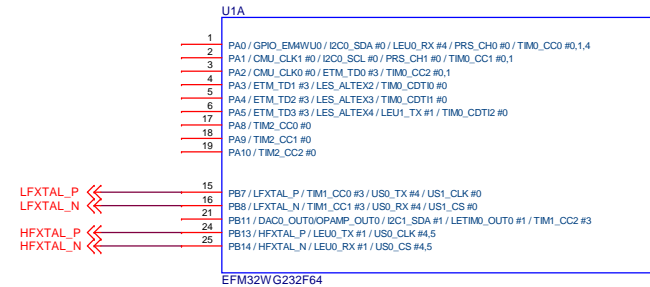 U1A
1 PA0 / GPIO_EM4WU0 / I2C0_SDA #0 / LEU0_RX #4 / PRS_CH0 #0 / TIM0_CC0 #0,1,4
2 PA1 / CMU_CLK1 #0 / I2C0_SCL #0 / PRS_CH1 #0 / TIM0_CC1 #0,1
3 PA2 / CMU_CLK0 #0 / ETM_TD0 #3 / TIM0_CC2 #0,1
4 PA3 / ETM_TD1 #3 / LES_ALTEX2 / TIM0_CDTI0 #0
5 PA4 / ETM_TD2 #3 / LES_ALTEX3 / TIM0_CDTI1 #0
6 PA5 / ETM_TD3 #3 / LES_ALTEX4 / LEU1_TX #1 / TIM0_CDTI2 #0
17 PA8 / TIM2_CC0 #0
18 PA9 / TIM2_CC1 #0
19 PA10 / TIM2_CC2 #0
LFXTAL_P 15 PB7 / LFXTAL_P / TIM1_CC0 #3 / US0_TX #4 / US1_CLK #0
LFXTAL_N 16 PB8 / LFXTAL_N / TIM1_CC1 #3 / US0_RX #4 / US1_CS #0
21 PB11 / DAC0_OUT0/OPAMP_OUT0 / I2C1_SDA #1 / LETIM0_OUT0 #1 / TIM1_CC2 #3
HFXTAL_P 24 PB13 / HFXTAL_P / LEU0_TX #1 / US0_CLK #4,5
HFXTAL_N 25 PB14 / HFXTAL_N / LEU0_RX #1 / US0_CS #4,5
EFM32WG232F64